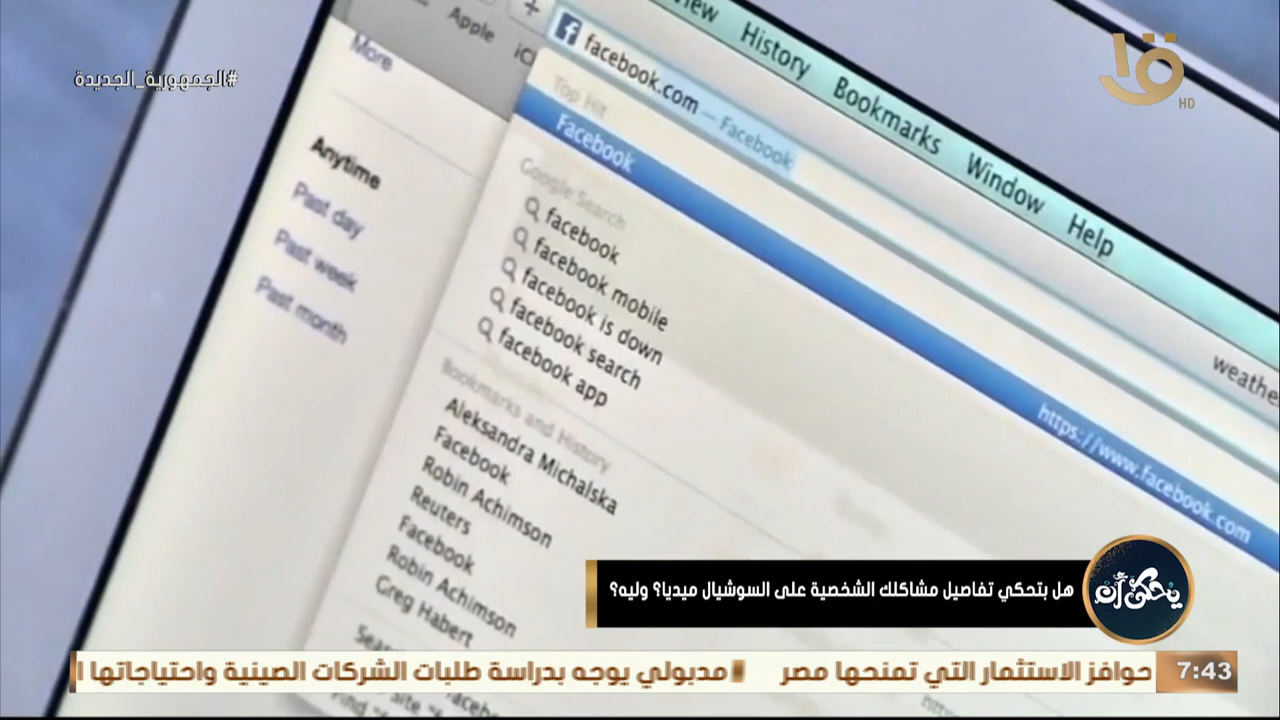 #الجمهورية_الجديدة
HD
View History Bookmarks Window Help
Apple
facebook.com — Facebook
More
Top Hit
Facebook
https://www.facebook.com
Google Search
facebook
facebook mobile
facebook is down
facebook search
facebook app
Anytime
Past day
Past week
Past month
Bookmarks and History
Aleksandra Michalska
Facebook
Robin Achimson
Reuters
Facebook
Robin Achimson
Greg Habert
هل بتحكي تفاصيل مشاكلك الشخصية على السوشيال ميديا؟ وليه؟
يحكى أن
7:43
حوافز الاستثمار التي تمنحها مصر
مدبولي يوجه بدراسة طلبات الشركات الصينية واحتياجاتها